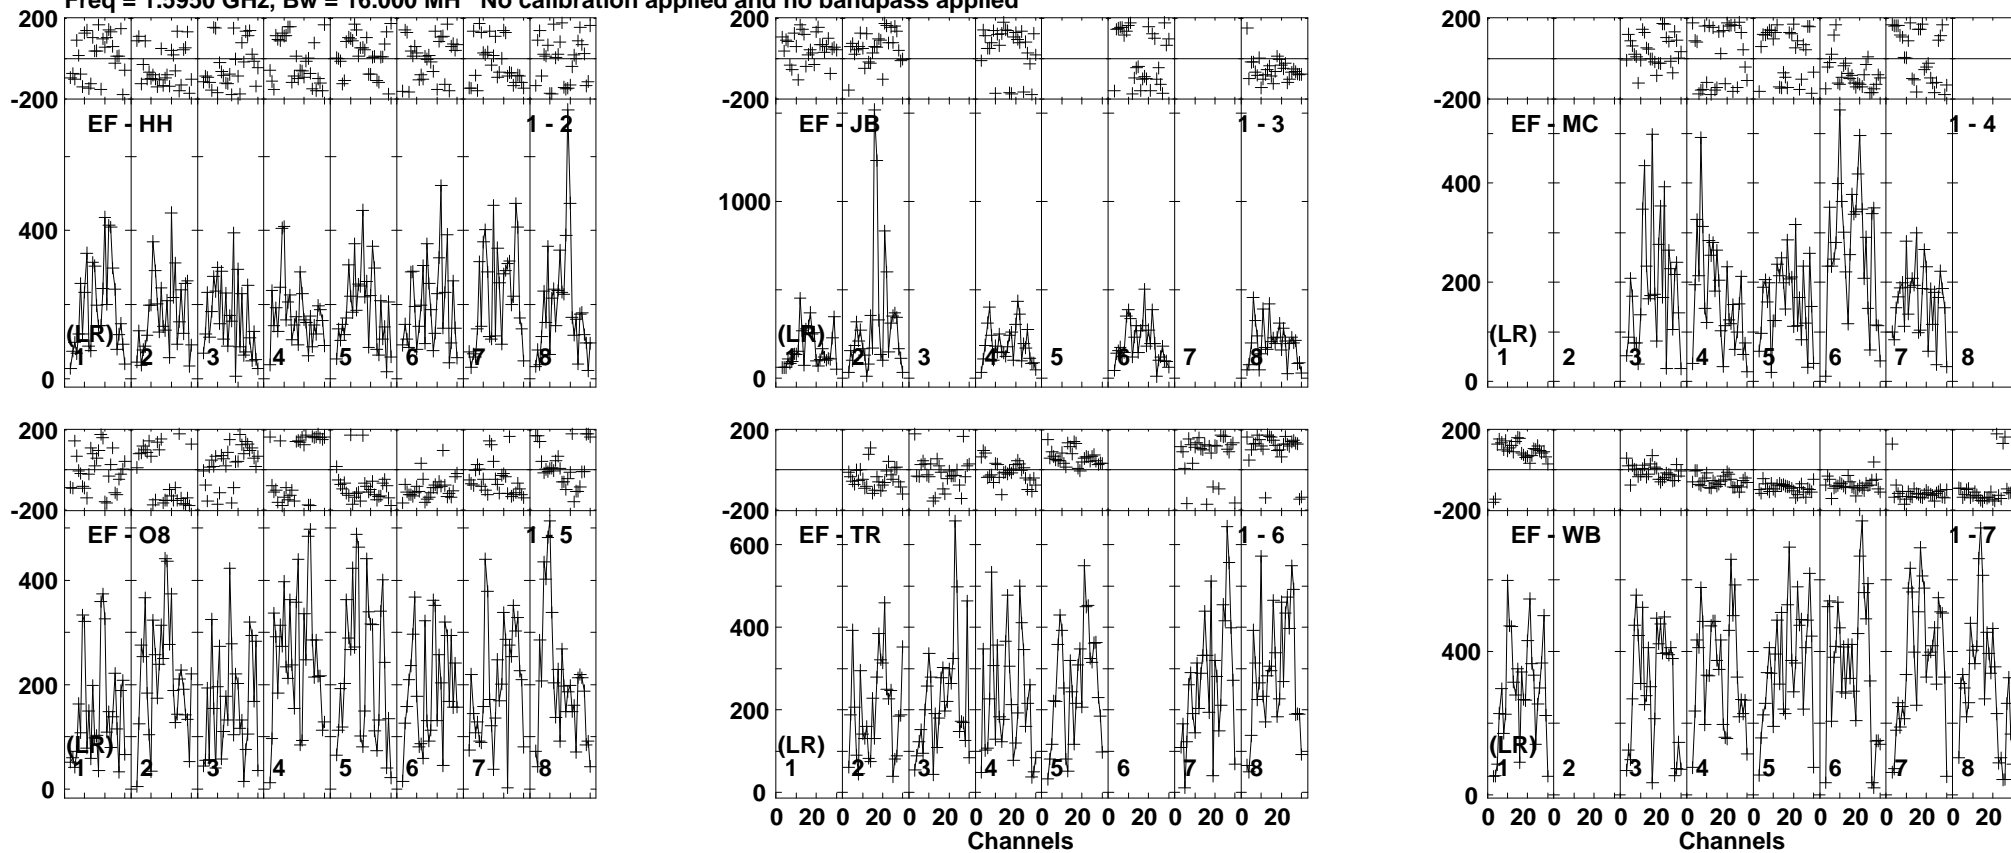 Freq = 1.5950 GHz, Bw = 16.000 MH No calibration applied and no bandpass applied
200
-200
EF - HH
1 - 2
400
0
(LR)
1 2 3 4 5 6 7 8
200
-200
EF - JB
1 - 3
1000
0
(LR)
1 2 3 4 5 6 7 8
200
-200
EF - MC
1 - 4
400
200
0
(LR)
1 2 3 4 5 6 7 8
200
-200
EF - O8
1 - 5
400
200
0
(LR)
1 2 3 4 5 6 7 8
200
-200
EF - TR
1 - 6
600
400
200
0
(LR)
1 2 3 4 5 6 7 8
0 20 0 20 0 20 0 20 0 20 0 20 0 20 0 20
Channels
200
-200
EF - WB
1 - 7
400
0
(LR)
1 2 3 4 5 6 7 8
0 20 0 20 0 20 0 20 0 20 0 20 0 20 0 20
Channels